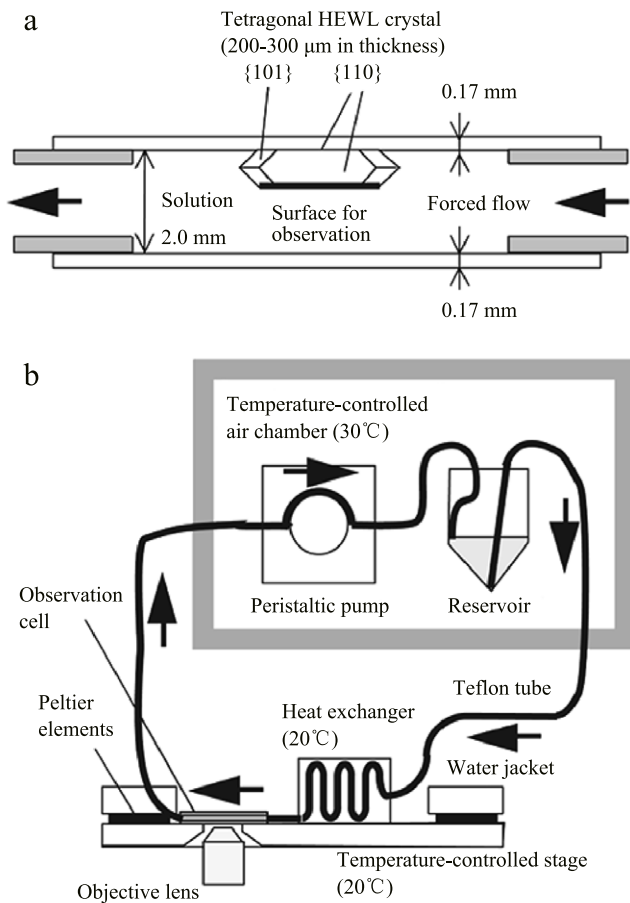 a
Tetragonal HEWL crystal
(200-300 μm in thickness)
{101}
{110}
0.17 mm
Solution
2.0 mm
Surface for
observation
Forced flow
0.17 mm
b
Temperature-controlled
air chamber (30℃)
Peristaltic pump
Reservoir
Observation
cell
Teflon tube
Peltier
elements
Heat exchanger
(20℃)
Water jacket
Temperature-controlled stage
(20℃)
Objective lens